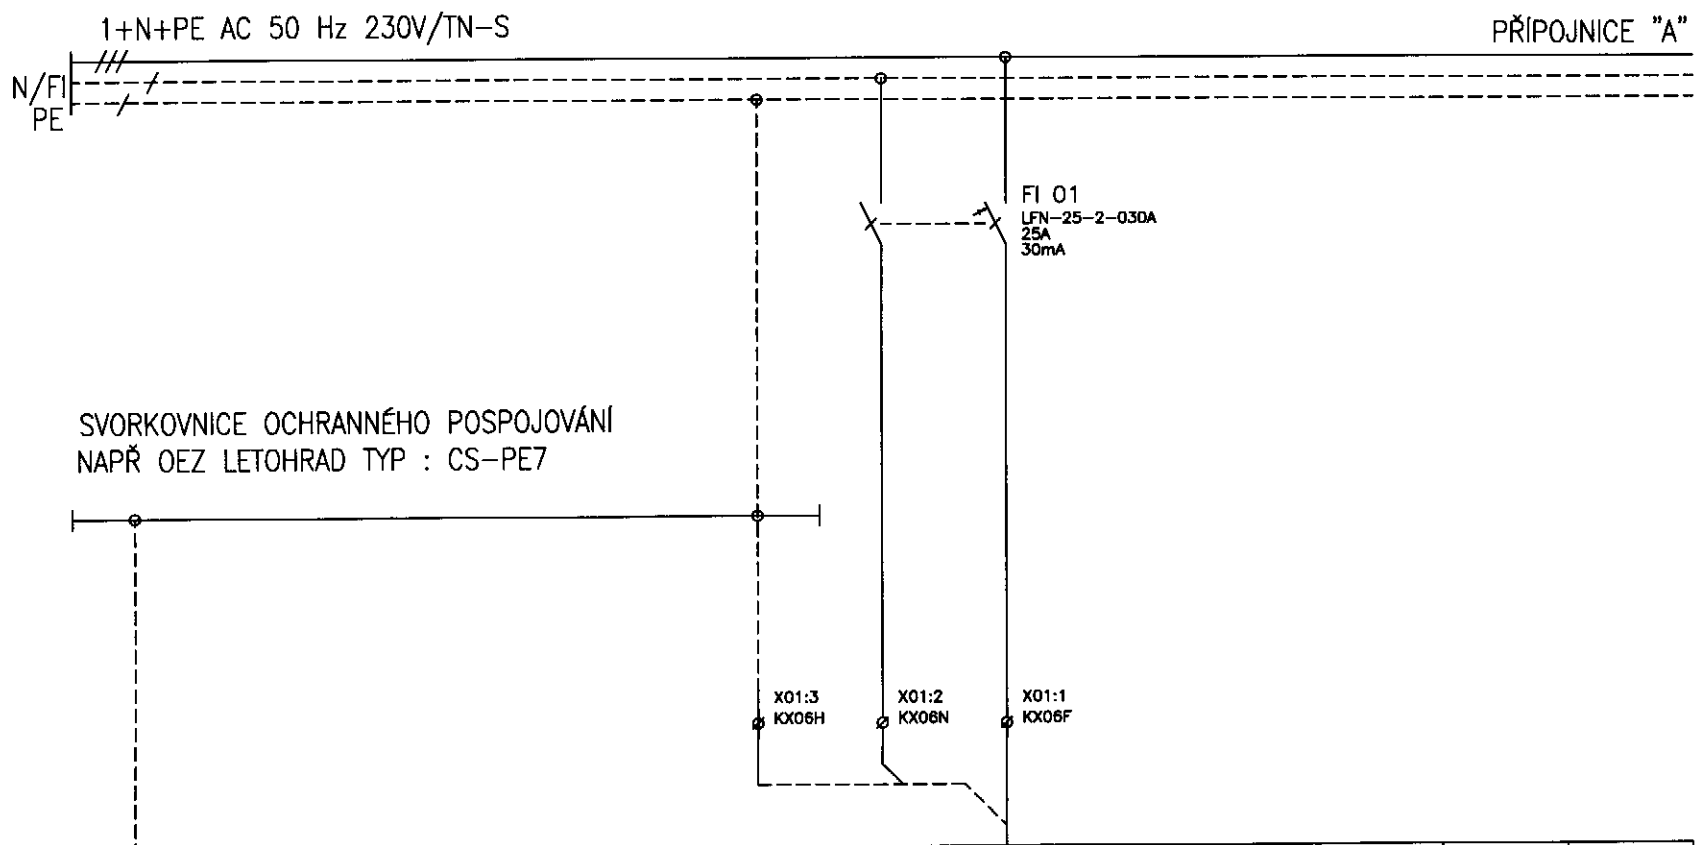 1+N+PE AC 50 Hz 230V/TN-S
PŘÍPOJNICE "A"
N/FI
PE
FI 01
LFN-25-2-030A
25A
30mA
SVORKOVNICE OCHRANNÉHO POSPOJOVÁNÍ
NAPŘ OEZ LETOHRAD TYP : CS-PE7
X01:3
KX06H
X01:2
KX06N
X01:1
KX06F